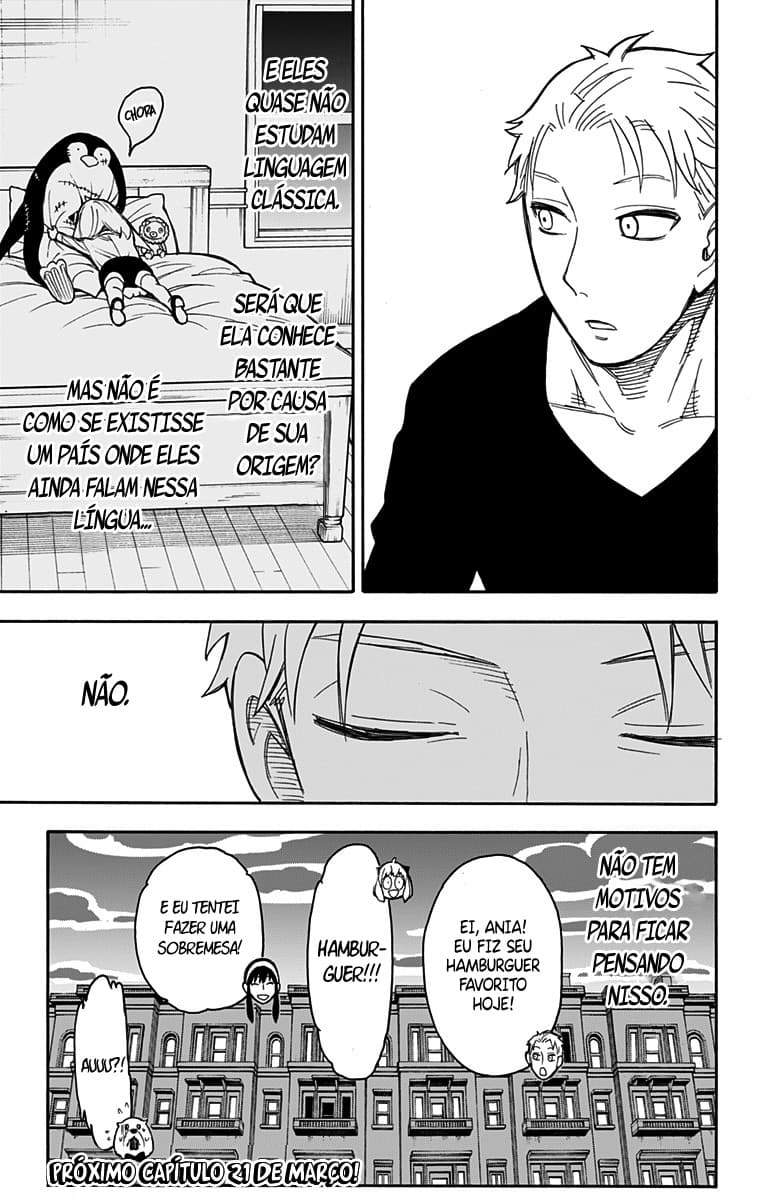 E ELES
QUASE NÃO
ESTUDAM
LINGUAGEM
CLÁSSICA.
CHORA
SERÁ QUE
ELA CONHECE
BASTANTE
POR CAUSA
DE SUA
ORIGEM?
MAS NÃO É
COMO SE EXISTISSE
UM PAÍS ONDE ELES
AINDA FALAM NESSA
LÍNGUA...
NÃO.
NÃO TEM
MOTIVOS
PARA FICAR
PENSANDO
NISSO.
EI, ANIA!
EU FIZ SEU
HAMBURGUER
FAVORITO
HOJE!
HAMBUR-
GUER!!!
E EU TENTEI
FAZER UMA
SOBREMESA!
AUUU?!
PRÓXIMO CAPÍTULO 21 DE MARÇO!